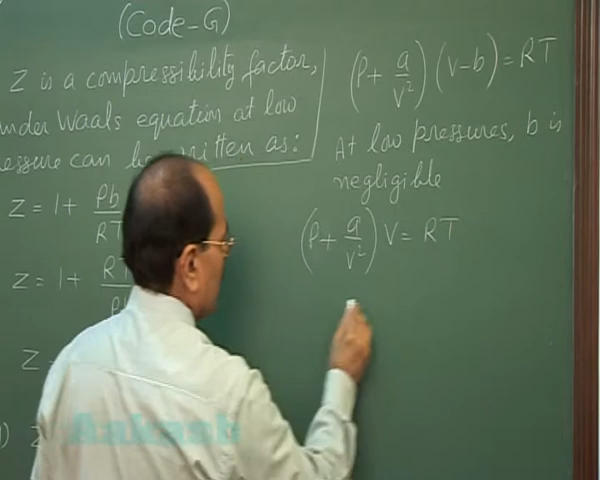 (Code-G)
Z is a compressibility factor,
nder Waals equation at low
essure can be written as:
Z = 1 + Pb
RT
Z = 1 +
Z
(P + a/V²) (V-b) = RT
At low pressures, b is
negligible
(P + a/V²) V = RT
Aakash